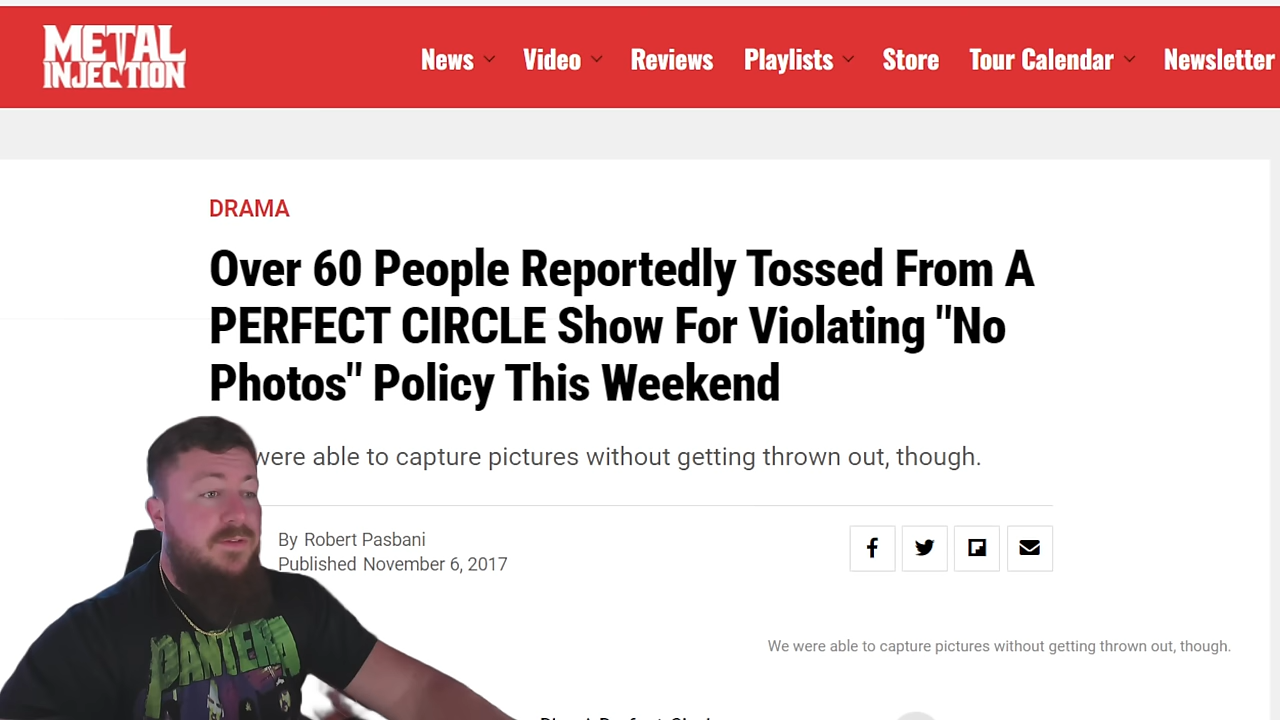 METAL
INJECTION
News Video Reviews Playlists Store Tour Calendar Newsletter
DRAMA
Over 60 People Reportedly Tossed From A
PERFECT CIRCLE Show For Violating "No
Photos" Policy This Weekend
were able to capture pictures without getting thrown out, though.
By Robert Pasbani
Published November 6, 2017
We were able to capture pictures without getting thrown out, though.
PANTERA